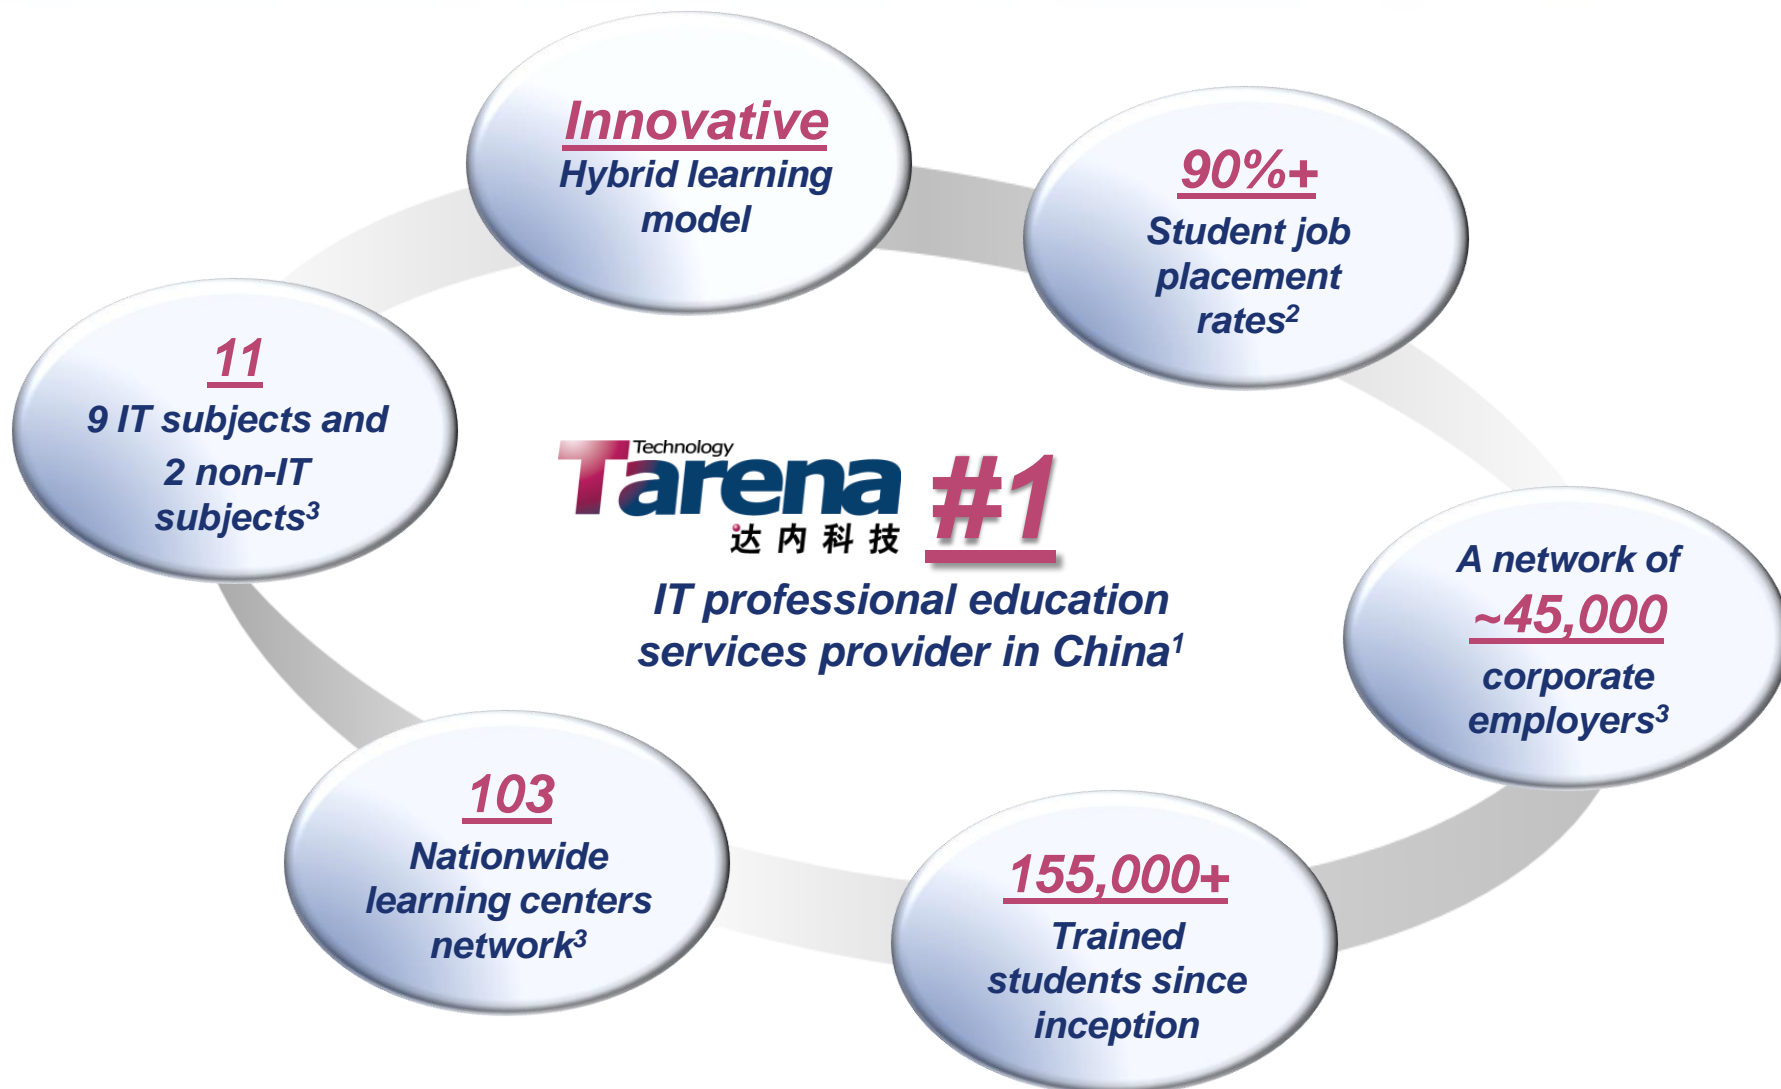 Innovative
Hybrid learning
model
90%+
Student job
placement
rates²
11
9 IT subjects and
2 non-IT
subjects³
Technology
Tarena
达内科技
#1
IT professional education
services provider in China¹
A network of
~45,000
corporate
employers³
103
Nationwide
learning centers
network³
155,000+
Trained
students since
inception